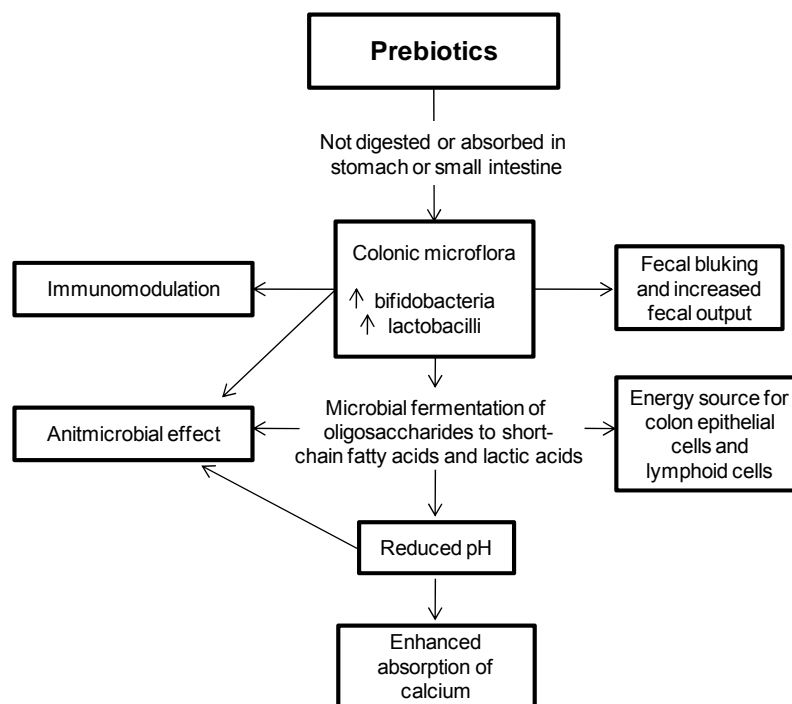 Prebiotics
Not digested or absorbed in
stomach or small intestine
Colonic microflora
↑ bifidobacteria
↑ lactobacilli
Immunomodulation
Fecal bluking
and increased
fecal output
Anitmicrobial effect
Microbial fermentation of
oligosaccharides to short-
chain fatty acids and lactic acids
Energy source for
colon epithelial
cells and
lymphoid cells
Reduced pH
Enhanced
absorption of
calcium